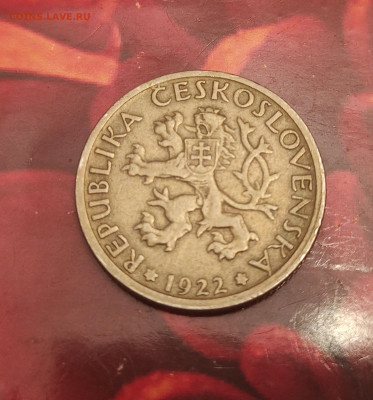 COINS.LAVE.RU
REPUBLIKA ČESKOSLOVENSKÁ
* 1922 *